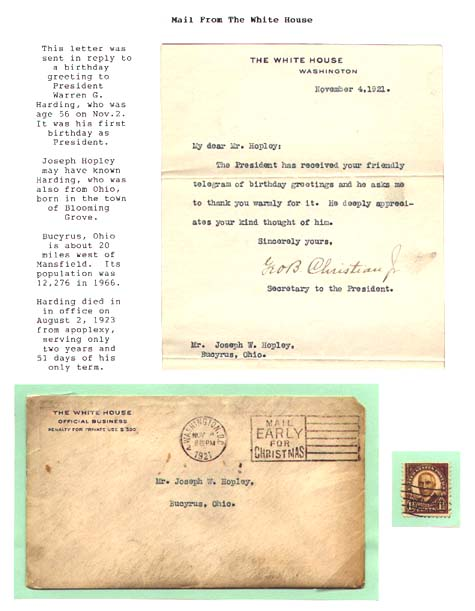 Mail From The White House
This letter was
sent in reply to
a birthday
greeting to
President
Warren G.
Harding, who was
age 56 on Nov.2.
It was his first
birthday as
President.
Joseph Hopley
may have known
Harding, who was
also from Ohio,
born in the town
of Blooming
Grove.
Bucyrus, Ohio
is about 20
miles west of
Mansfield. Its
population was
12,276 in 1966.
Harding died in
in office on
August 2, 1923
from apoplexy,
serving only
two years and
51 days of his
only term.
THE WHITE HOUSE
WASHINGTON
November 4,1921.
My dear Mr. Hopley:
The President has received your friendly
telegram of birthday greetings and he asks me
to thank you warmly for it. He deeply appreci-
ates your kind thought of him.
Sincerely yours,
Geo B. Christian Jr
Secretary to the President.
Mr. Joseph W. Hopley,
Bucyrus, Ohio.
THE WHITE HOUSE
OFFICIAL BUSINESS
PENALTY FOR PRIVATE USE $300
WASHINGTON, D.C.
NOV
PM
1921
MAIL
EARLY
FOR
CHRISTMAS
Mr. Joseph W. Hopley,
Bucyrus, Ohio.